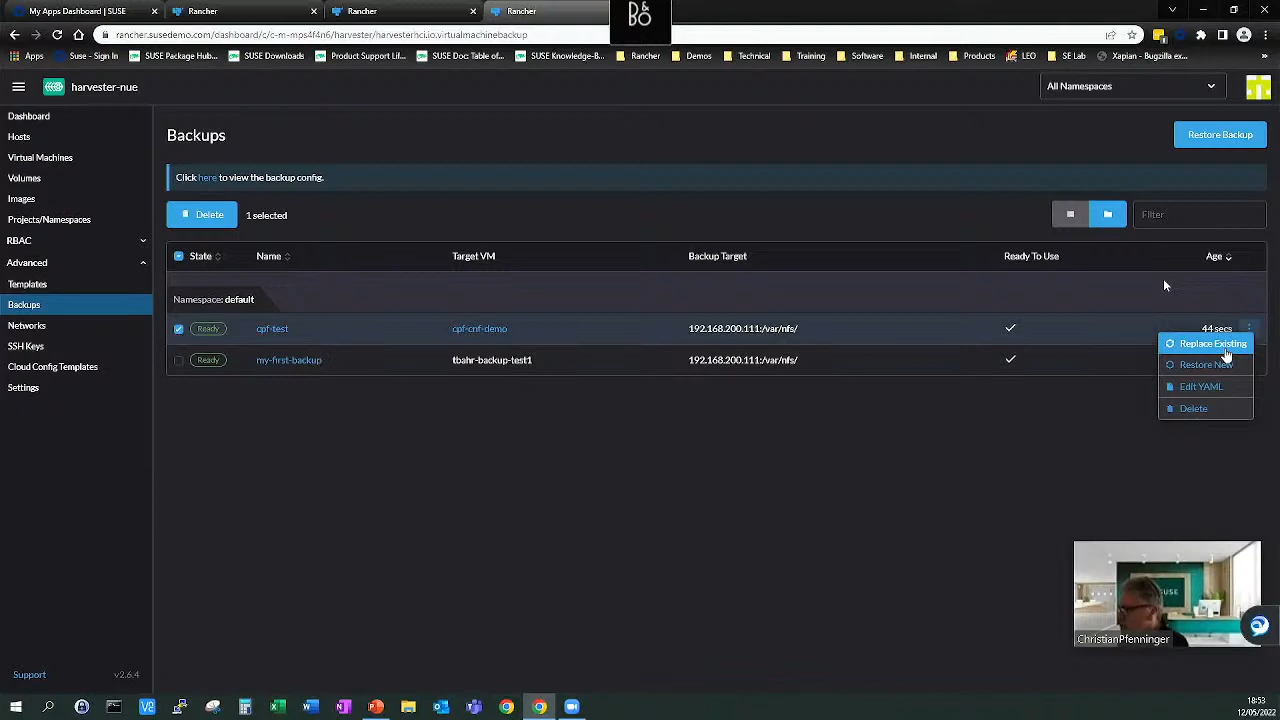 My Apps Dashboard | SUSE
Rancher
Rancher
Rancher
B&O
rancher.susedemo.com/dashboard/c/c-m-mps4f4n6/harvester/harvesterhci.io.virtualmachinebackup
Apps
Suse - Sign In
SUSE Package Hub...
SUSE Downloads
Product Support Lif...
SUSE Doc: Table of...
SUSE Knowledge-B...
Rancher
Demos
Technical
Training
Software
Internal
Products
LEO
SE Lab
Xapian - Bugzilla ex...
»
harvester-nue
All Namespaces
Dashboard
Hosts
Virtual Machines
Volumes
Images
Projects/Namespaces
RBAC
Advanced
Templates
Backups
Networks
SSH Keys
Cloud Config Templates
Settings
Support
v2.6.4
Backups
Restore Backup
Click here to view the backup config.
Delete
1 selected
Filter
State
Name
Target VM
Backup Target
Ready To Use
Age
Namespace: default
Ready
cpf-test
cpf-cnf-demo
192.168.200.111:/var/nfs/
44 secs
Ready
my-first-backup
tbahr-backup-test1
192.168.200.111:/var/nfs/
Replace Existing
Restore New
Edit YAML
Delete
SUSE
Christian Pfenninger
18:53
12/05/2022